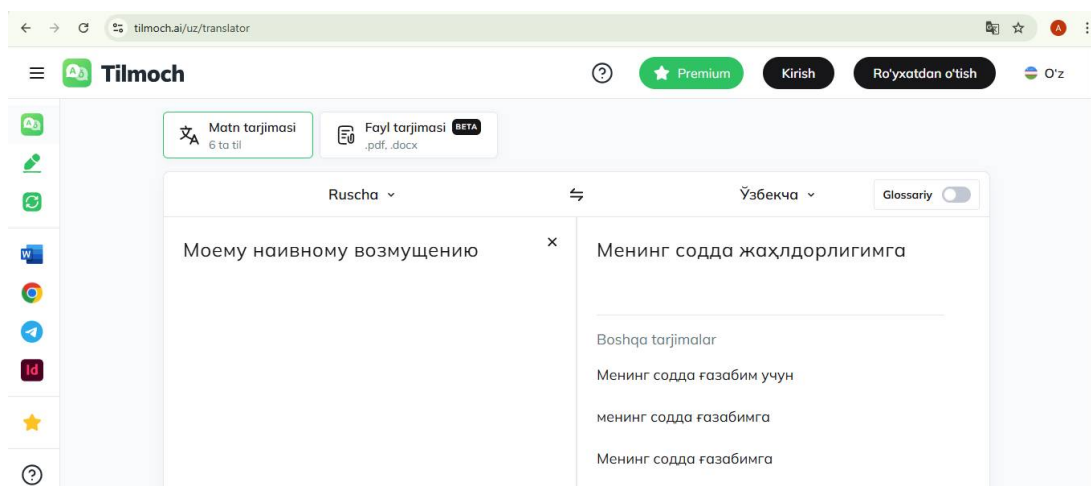 tilmoch.ai/uz/translator
A
Tilmoch
Premium
Kirish
Ro'yxatdan o'tish
O'z
Matn tarjimasi
6 ta til
Fayl tarjimasi BETA
.pdf, .docx
Ruscha
Ўзбекча
Glossariy
Моему наивному возмущению
Менинг содда жаҳлдорлигимга
Boshqa tarjimalar
Менинг содда ғазабим учун
менинг содда ғазабимга
Менинг содда ғазабимга
W
Id